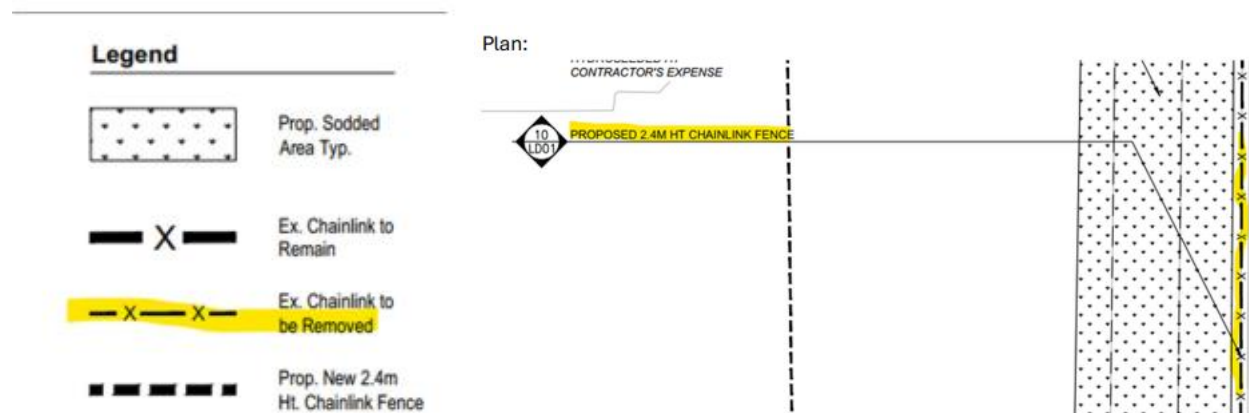 Legend
Prop. Sodded
Area Typ.
X
Ex. Chainlink to
Remain
X X
Ex. Chainlink to
be Removed
Prop. New 2.4m
Ht. Chainlink Fence
Plan:
CONTRACTOR'S EXPENSE
10
LD01
PROPOSED 2.4M HT CHAINLINK FENCE
X
X
X
X
X
X
X
X
X